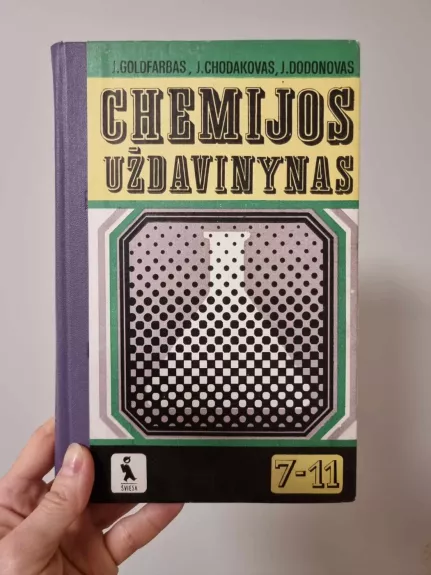 J.GOLDFARBAS, J.CHODAKOVAS, J.DODONOVAS
CHEMIJOS
UŽDAVINYNAS
ŠVIESA
7-11